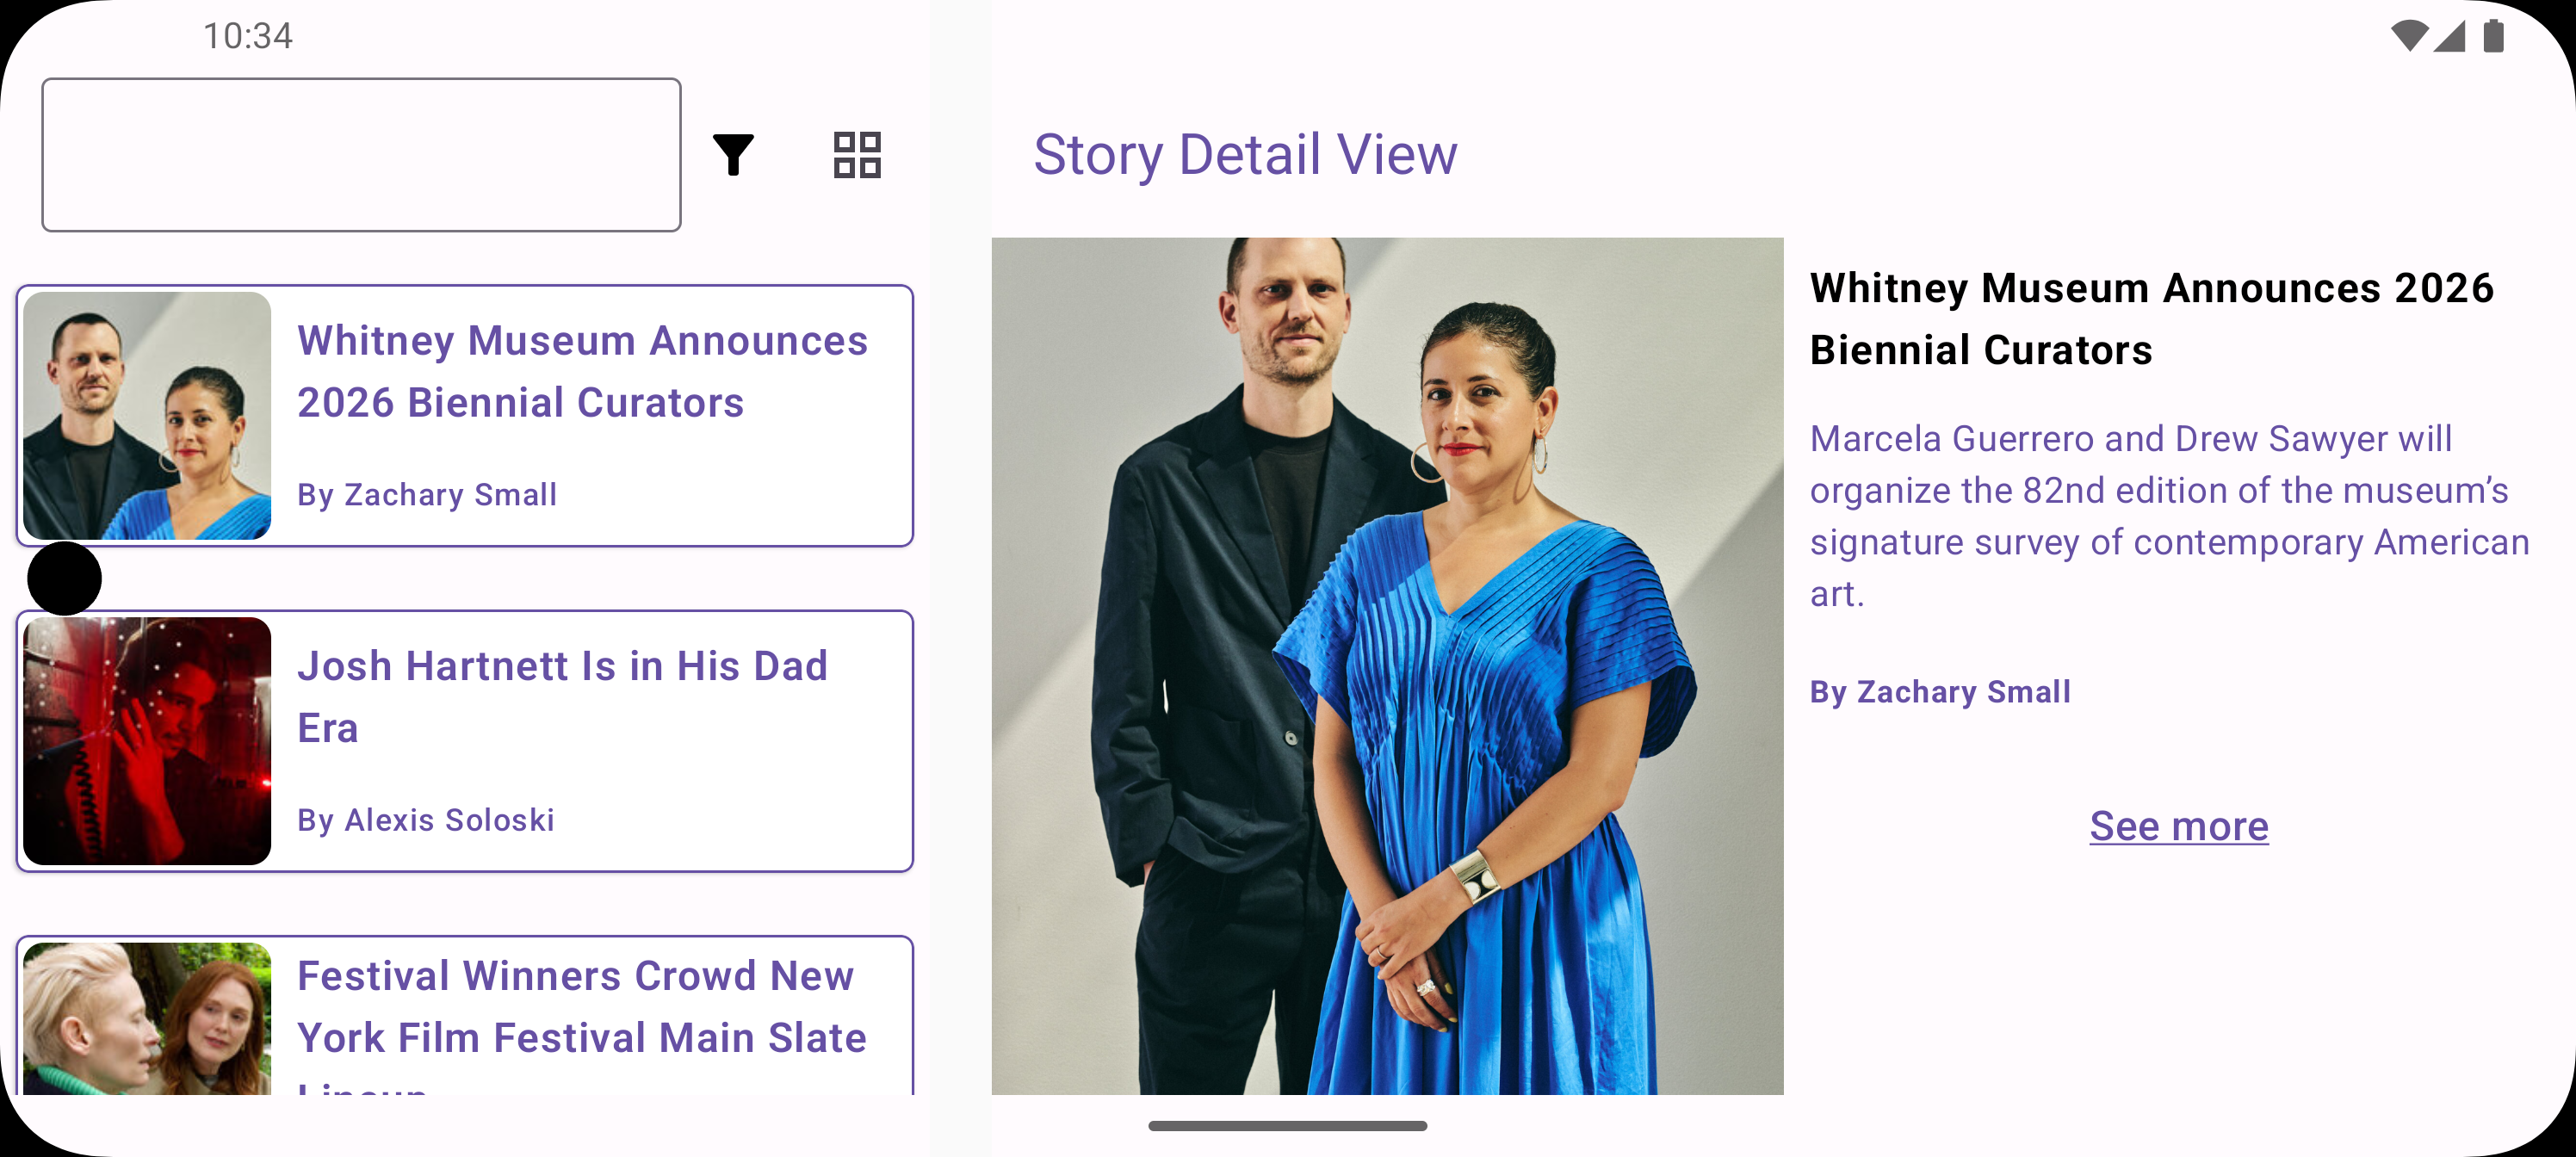 10:34
Whitney Museum Announces
2026 Biennial Curators
By Zachary Small
Josh Hartnett Is in His Dad
Era
By Alexis Soloski
Festival Winners Crowd New
York Film Festival Main Slate
Lineup
Story Detail View
Whitney Museum Announces 2026
Biennial Curators
Marcela Guerrero and Drew Sawyer will
organize the 82nd edition of the museum’s
signature survey of contemporary American
art.
By Zachary Small
See more